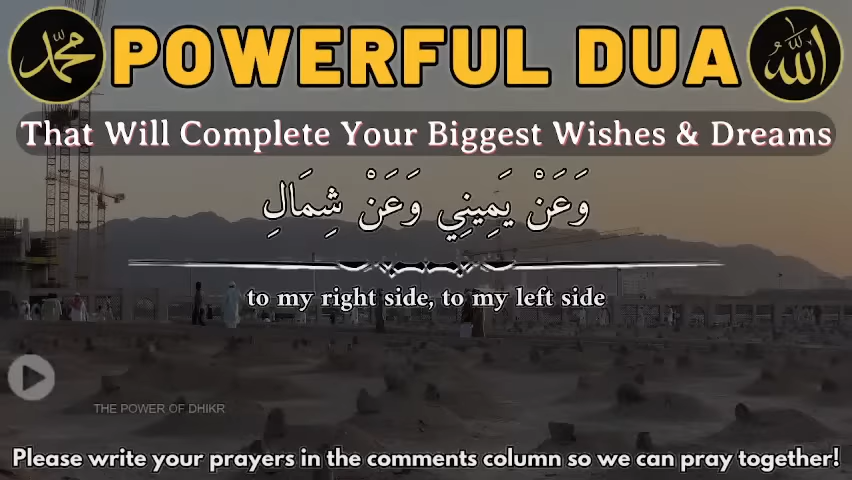 محمد
POWERFUL DUA
الله
That Will Complete Your Biggest Wishes & Dreams
وَعَنْ يَمِينِي وَعَنْ شِمَالِ
to my right side, to my left side
THE POWER OF DHIKR
Please write your prayers in the comments column so we can pray together!